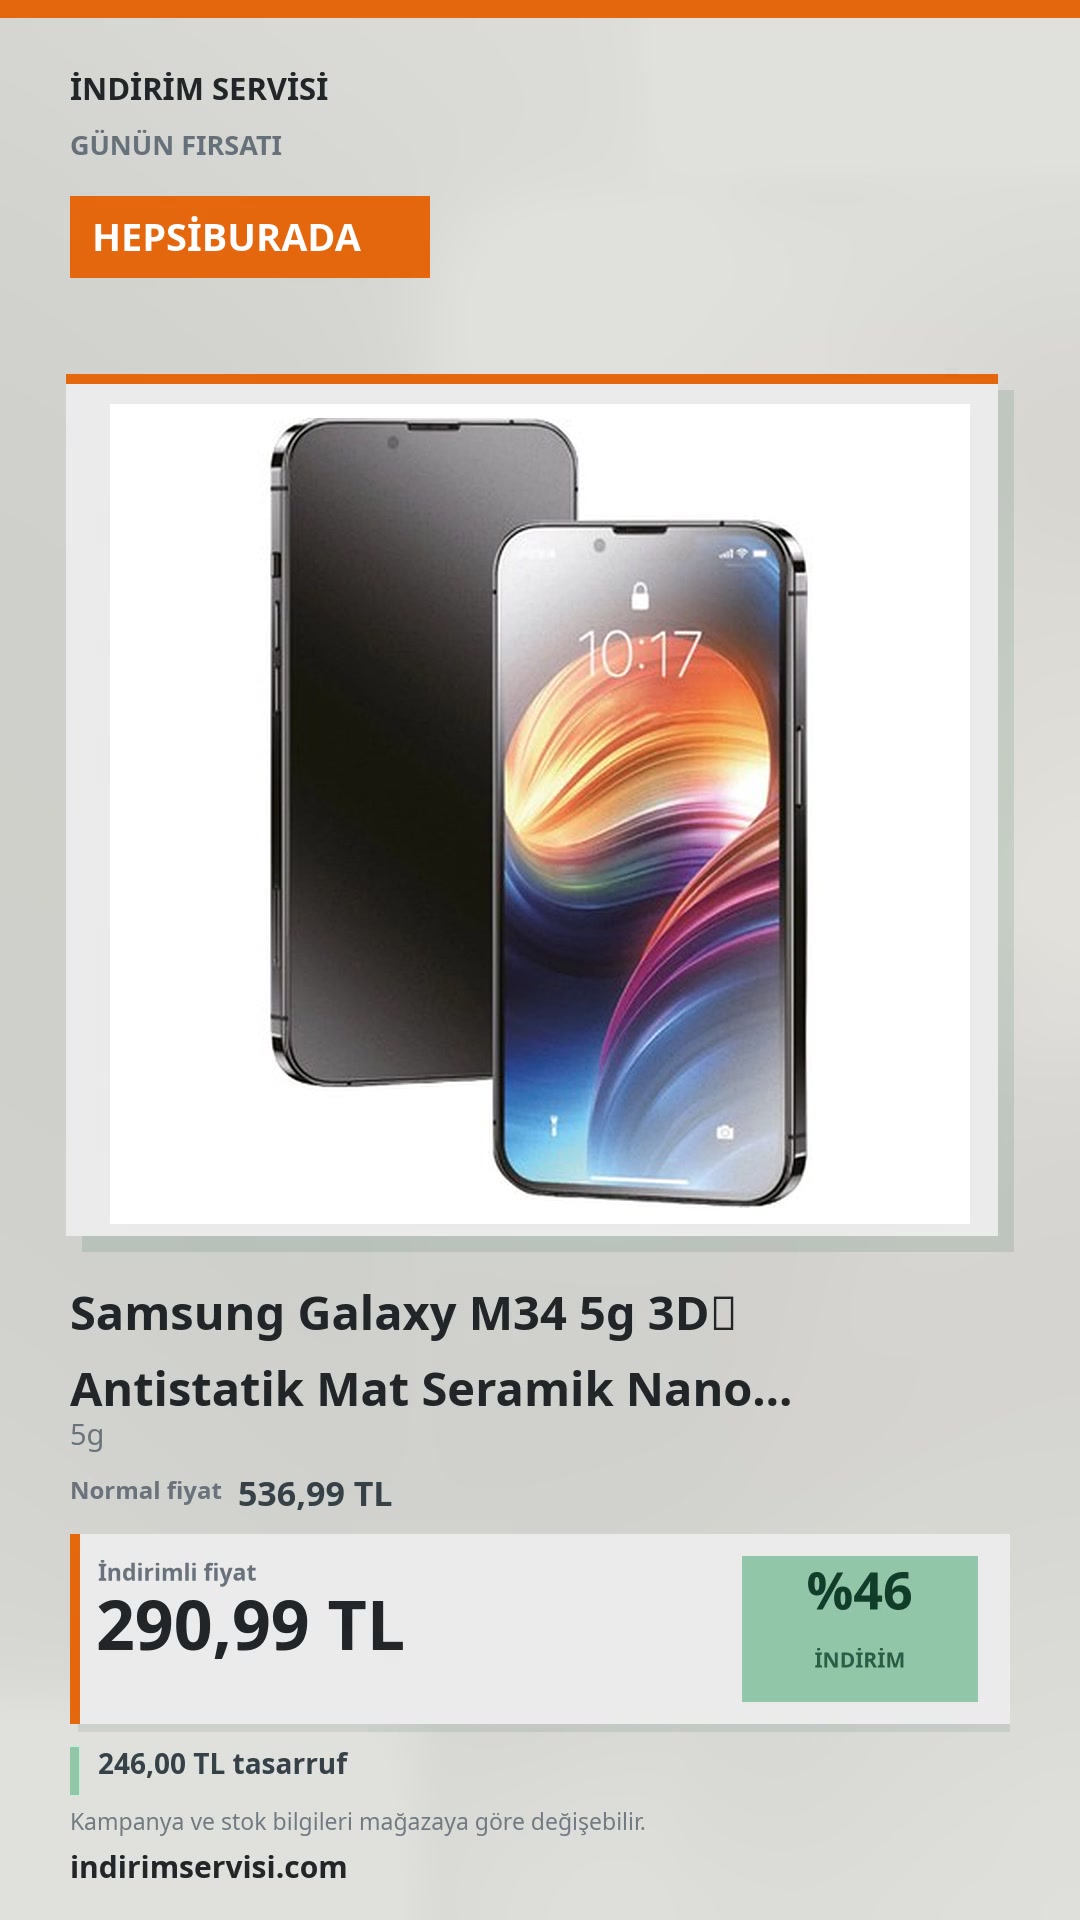 İNDİRİM SERVİSİ
GÜNÜN FIRSATI
HEPSİBURADA
10:17
Samsung Galaxy M34 5g 3D
Antistatik Mat Seramik Nano...
5g
Normal fiyat 536,99 TL
İndirimli fiyat
290,99 TL
%46
İNDİRİM
246,00 TL tasarruf
Kampanya ve stok bilgileri mağazaya göre değişebilir.
indirimservisi.com